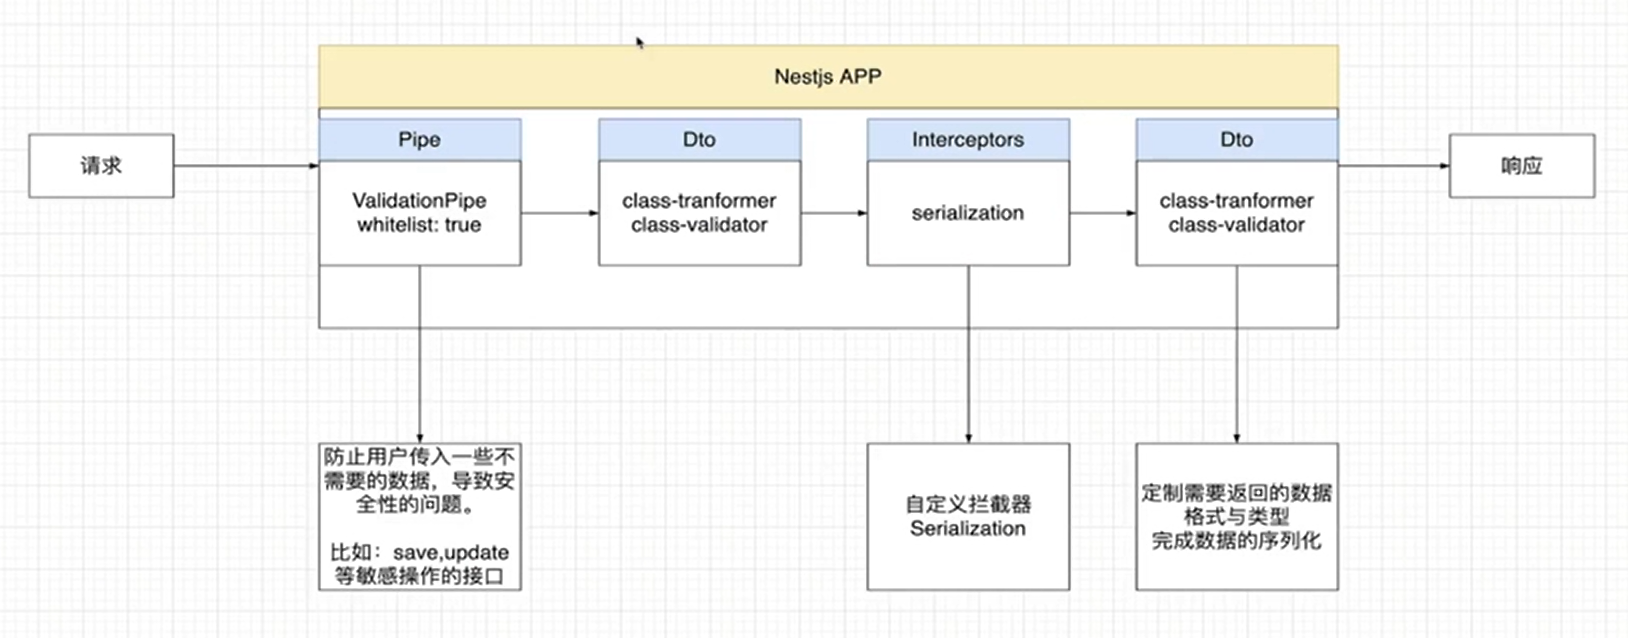 Nestjs APP
请求
Pipe
ValidationPipe
whitelist: true
Dto
class-tranformer
class-validator
Interceptors
serialization
Dto
class-tranformer
class-validator
响应
防止用户传入一些不
需要的数据，导致安
全性的问题。
比如：save,update
等敏感操作的接口
自定义拦截器
Serialization
定制需要返回的数据
格式与类型
完成数据的序列化